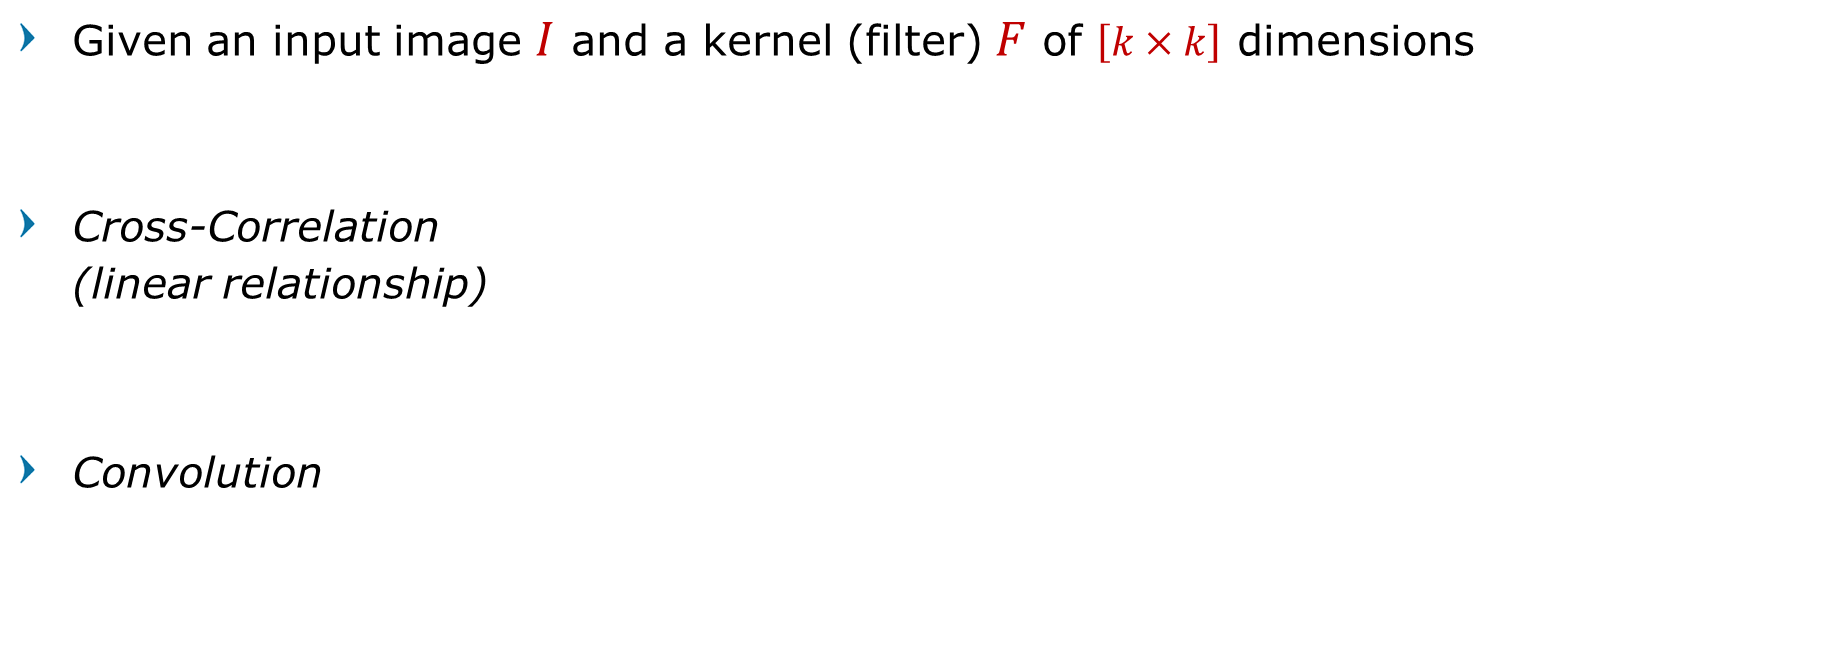 Given an input image I and a kernel (filter) F of [k × k] dimensions
Cross-Correlation
(linear relationship)
Convolution